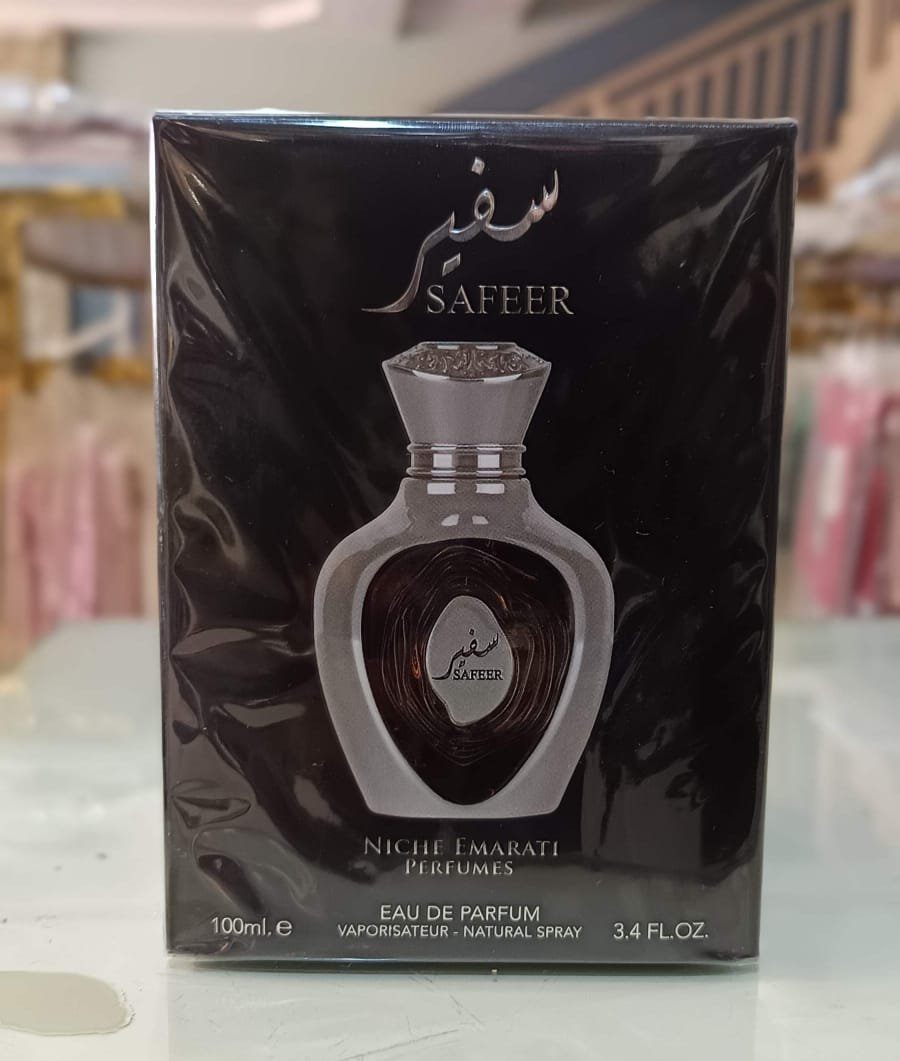 سفير
SAFEER
سفير
SAFEER
NICHE EMARATI
PERFUMES
EAU DE PARFUM
VAPORISATEUR - NATURAL SPRAY
100ml. e
3.4 FL.OZ.